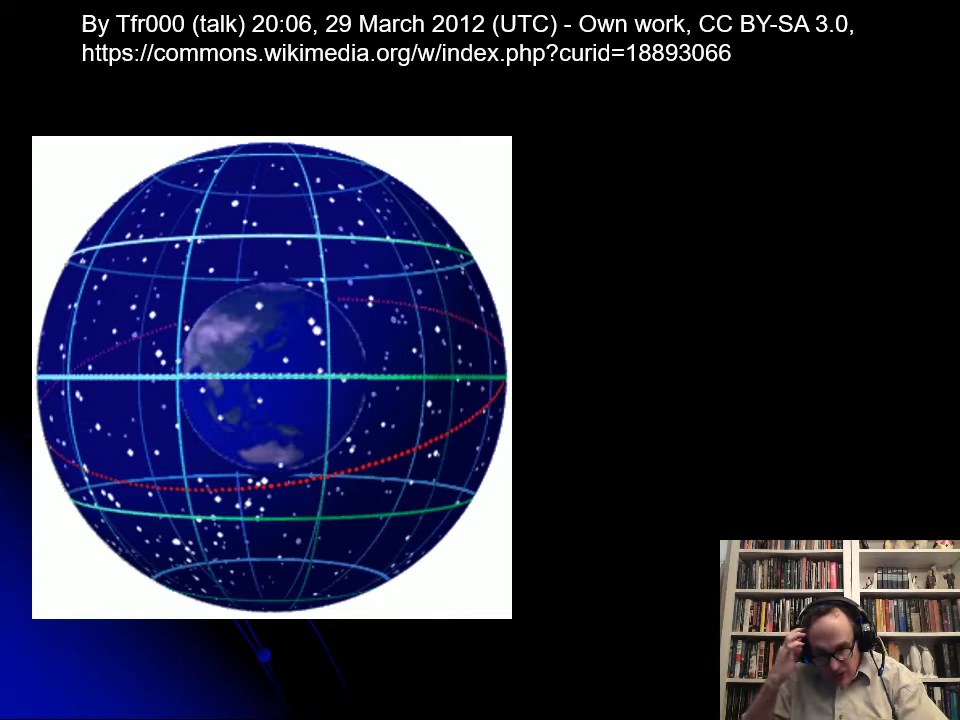 By Tfr000 (talk) 20:06, 29 March 2012 (UTC) - Own work, CC BY-SA 3.0,
https://commons.wikimedia.org/w/index.php?curid=18893066